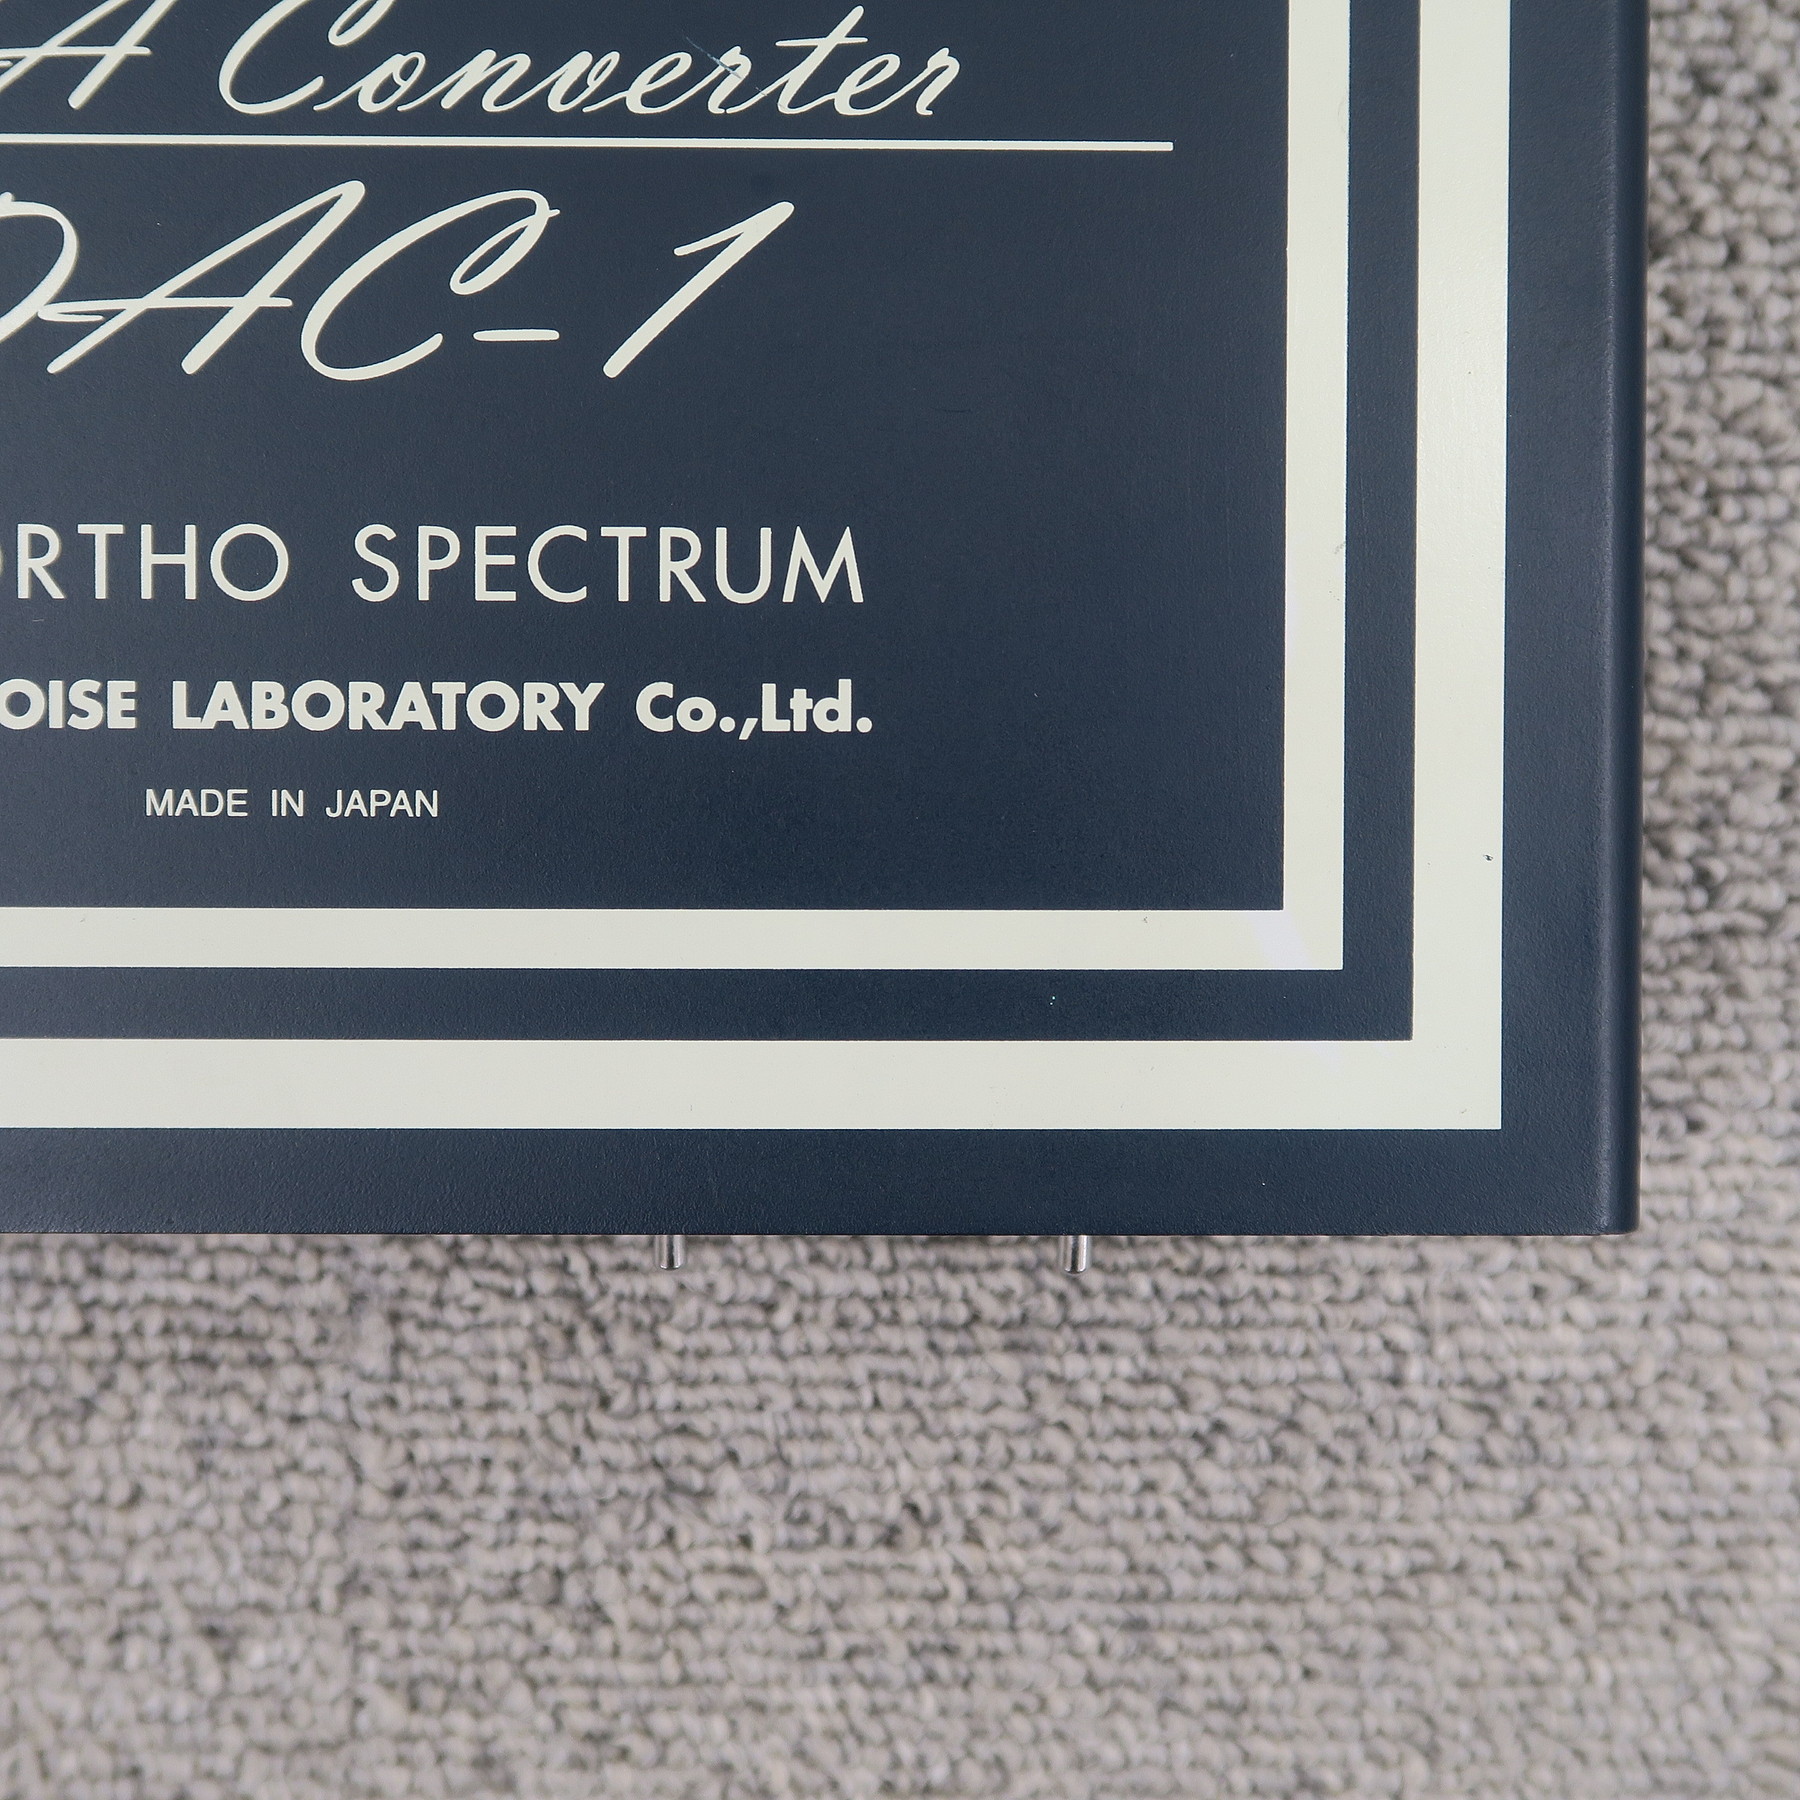 A Converter
DAC-1
ORTHO SPECTRUM
OISE LABORATORY Co.,Ltd.
MADE IN JAPAN